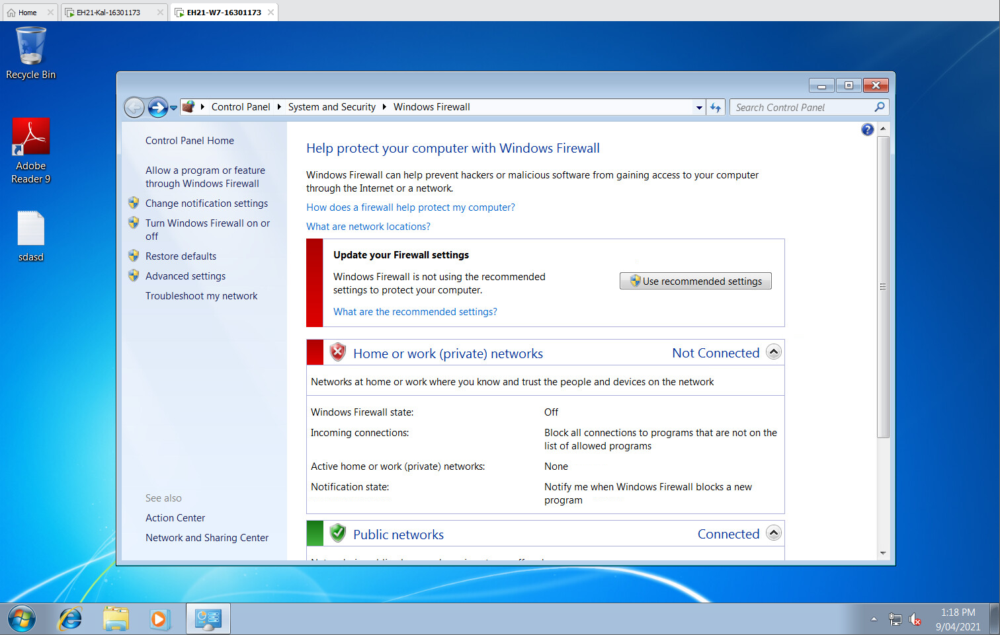 Home
EH21-Kal-16301173
EH21-W7-16301173
Recycle Bin
Adobe
Reader 9
sdasd
Control Panel
System and Security
Windows Firewall
Search Control Panel
Control Panel Home
Allow a program or feature
through Windows Firewall
Change notification settings
Turn Windows Firewall on or
off
Restore defaults
Advanced settings
Troubleshoot my network
See also
Action Center
Network and Sharing Center
Help protect your computer with Windows Firewall
Windows Firewall can help prevent hackers or malicious software from gaining access to your computer
through the Internet or a network.
How does a firewall help protect my computer?
What are network locations?
Update your Firewall settings
Windows Firewall is not using the recommended
settings to protect your computer.
Use recommended settings
What are the recommended settings?
Home or work (private) networks
Not Connected
Networks at home or work where you know and trust the people and devices on the network
Windows Firewall state:
Off
Incoming connections:
Block all connections to programs that are not on the
list of allowed programs
Active home or work (private) networks:
None
Notification state:
Notify me when Windows Firewall blocks a new
program
Public networks
Connected
1:18 PM
9/04/2021